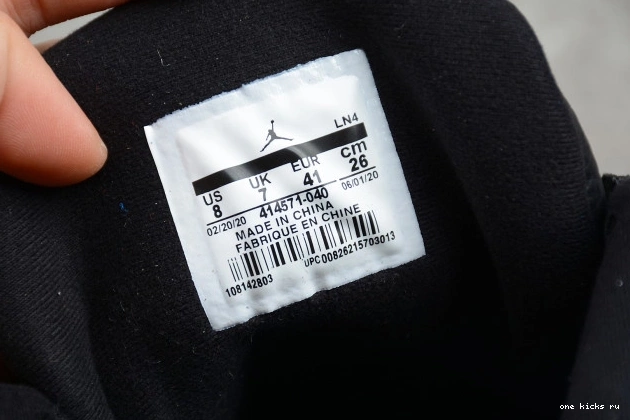 LN4
US UK EUR cm
8 7 41 26
02/20/20 414571-040 06/01/20
MADE IN CHINA
FABRIQUE EN CHINE
108142803 UPC00826215703013
one kicks ru